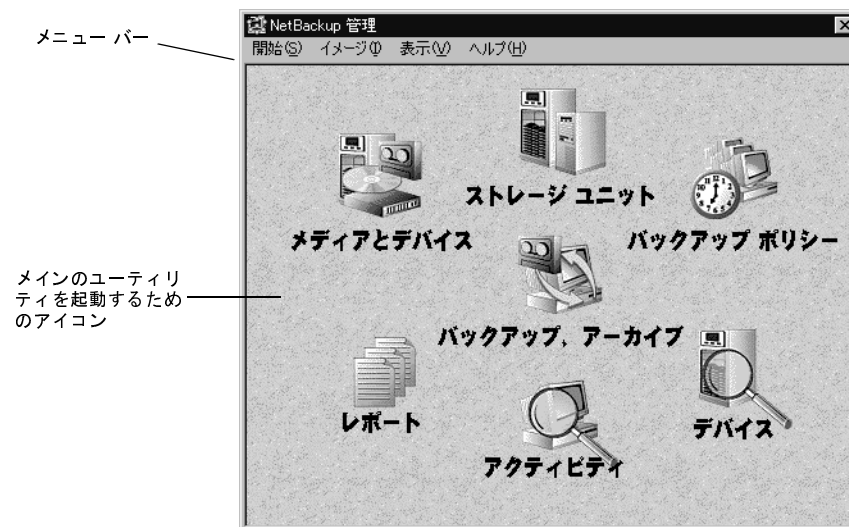 NetBackup 管理
メニュー バー
開始(S) イメージ(I) 表示(V) ヘルプ(H)
ストレージ ユニット
メディアとデバイス
バックアップ ポリシー
メインのユーティリ
ティを起動するため
のアイコン
バックアップ, アーカイブ
レポート
デバイス
アクティビティ